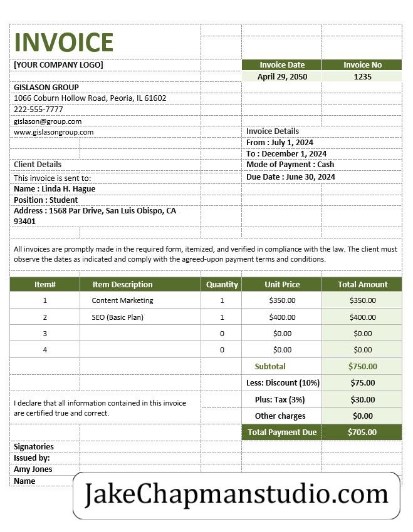 INVOICE
[YOUR COMPANY LOGO]
Invoice Date Invoice No
April 29, 2050 1235
GISLASON GROUP
1066 Coburn Hollow Road, Peoria, IL 61602
222-555-7777
gislason@group.com
www.gislasongroup.com
Invoice Details
From : July 1, 2024
To : December 1, 2024
Client Details
Mode of Payment : Cash
This invoice is sent to:
Due Date : June 30, 2024
Name : Linda H. Hague
Position : Student
Address : 1568 Par Drive, San Luis Obispo, CA
93401
All invoices are promptly made in the required form, itemized, and verified in compliance with the law. The client must
observe the dates as indicated and comply with the agreed-upon payment terms and conditions.
Item# Item Description Quantity Unit Price Total Amount
1 Content Marketing 1 $350.00 $350.00
2 SEO (Basic Plan) 1 $400.00 $400.00
3 0 $0.00 $0.00
4 0 $0.00 $0.00
Subtotal $750.00
Less: Discount (10%) $75.00
I declare that all information contained in this invoice
are certified true and correct.
Plus: Tax (3%) $30.00
Other charges $0.00
Total Payment Due $705.00
Signatories
Issued by:
Amy Jones
Name
JakeChapmanstudio.com